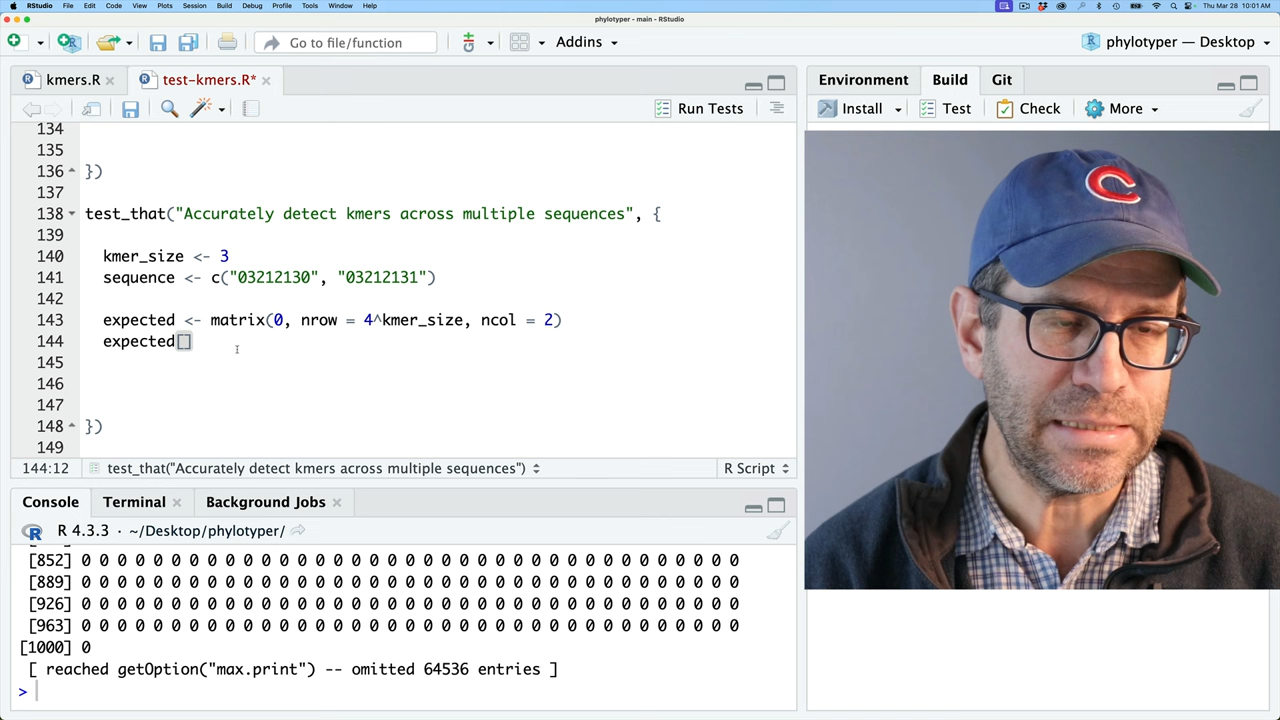 RStudio File Edit Code View Plots Session Build Debug Profile Tools Window Help Thu Mar 28 10:01 AM
phylotyper - main - RStudio
Go to file/function Addins phylotyper — Desktop
kmers.R test-kmers.R* Environment Build Git
Run Tests Install Test Check More
134
135
136 })
137
138 test_that("Accurately detect kmers across multiple sequences", {
139
140 kmer_size <- 3
141 sequence <- c("03212130", "03212131")
142
143 expected <- matrix(0, nrow = 4^kmer_size, ncol = 2)
144 expected[]
145
146
147
148 })
149
144:12 test_that("Accurately detect kmers across multiple sequences") R Script
Console Terminal Background Jobs
R 4.3.3 · ~/Desktop/phylotyper/
[852] 0 0 0 0 0 0 0 0 0 0 0 0 0 0 0 0 0 0 0 0 0 0 0 0 0 0 0 0 0 0 0 0 0 0 0 0 0
[889] 0 0 0 0 0 0 0 0 0 0 0 0 0 0 0 0 0 0 0 0 0 0 0 0 0 0 0 0 0 0 0 0 0 0 0 0 0
[926] 0 0 0 0 0 0 0 0 0 0 0 0 0 0 0 0 0 0 0 0 0 0 0 0 0 0 0 0 0 0 0 0 0 0 0 0 0
[963] 0 0 0 0 0 0 0 0 0 0 0 0 0 0 0 0 0 0 0 0 0 0 0 0 0 0 0 0 0 0 0 0 0 0 0 0 0
[1000] 0
[ reached getOption("max.print") -- omitted 64536 entries ]
>
C